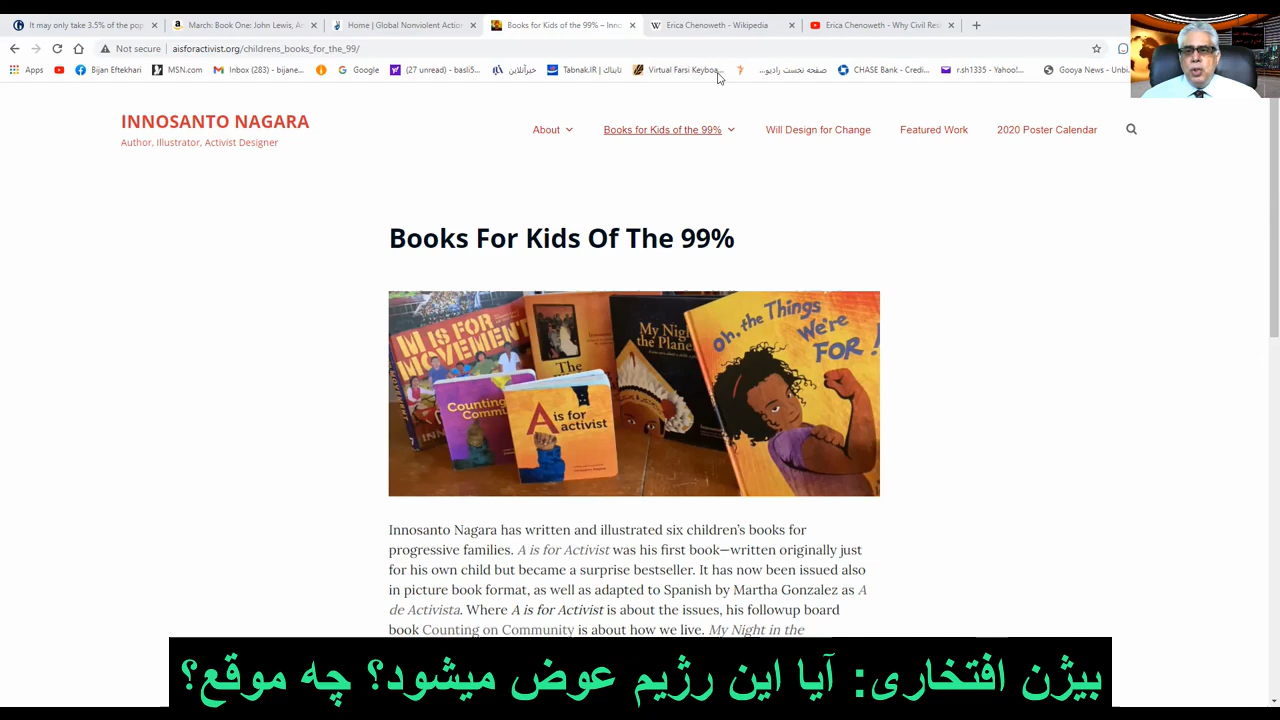 It may only take 3.5% of the pop
March: Book One: John Lewis, A
Home | Global Nonviolent Action
Books for Kids of the 99% – Inno
Erica Chenoweth - Wikipedia
Erica Chenoweth - Why Civil Res
Not secure
aisforactivist.org/childrens_books_for_the_99/
Apps
Bijan Eftekhari
MSN.com
Inbox (283) - bijane...
Google
(27 unread) - basli5...
خبرآنلاین
Tabnak.IR | تابناك
Virtual Farsi Keyboa...
صفحه نخست رادیو...
CHASE Bank - Credi...
r.sh1335 - Yahoo!...
Gooya News - Unbi
INNOSANTO NAGARA
Author, Illustrator, Activist Designer
About
Books for Kids of the 99%
Will Design for Change
Featured Work
2020 Poster Calendar
Books For Kids Of The 99%
M IS FOR
MOVEMENT
Counting
Commu
A is for
activist
The
My Nigh
the Plane
Oh, the Things
We're
FOR!
Innosanto Nagara has written and illustrated six children's books for
progressive families. A is for Activist was his first book—written originally just
for his own child but became a surprise bestseller. It has now been issued also
in picture book format, as well as adapted to Spanish by Martha Gonzalez as A
de Activista. Where A is for Activist is about the issues, his followup board
book Counting on Community is about how we live. My Night in the
بیژن افتخاری: آیا این رژیم عوض میشود؟ چه موقع؟